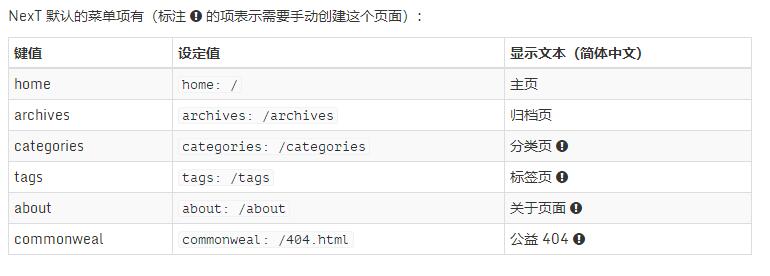 NexT 默认的菜单项有（标注 ❗ 的项表示需要手动创建这个页面）：
键值 设定值 显示文本（简体中文）
home home: / 主页
archives archives: /archives 归档页
categories categories: /categories 分类页 ❗
tags tags: /tags 标签页 ❗
about about: /about 关于页面 ❗
commonweal commonweal: /404.html 公益 404 ❗